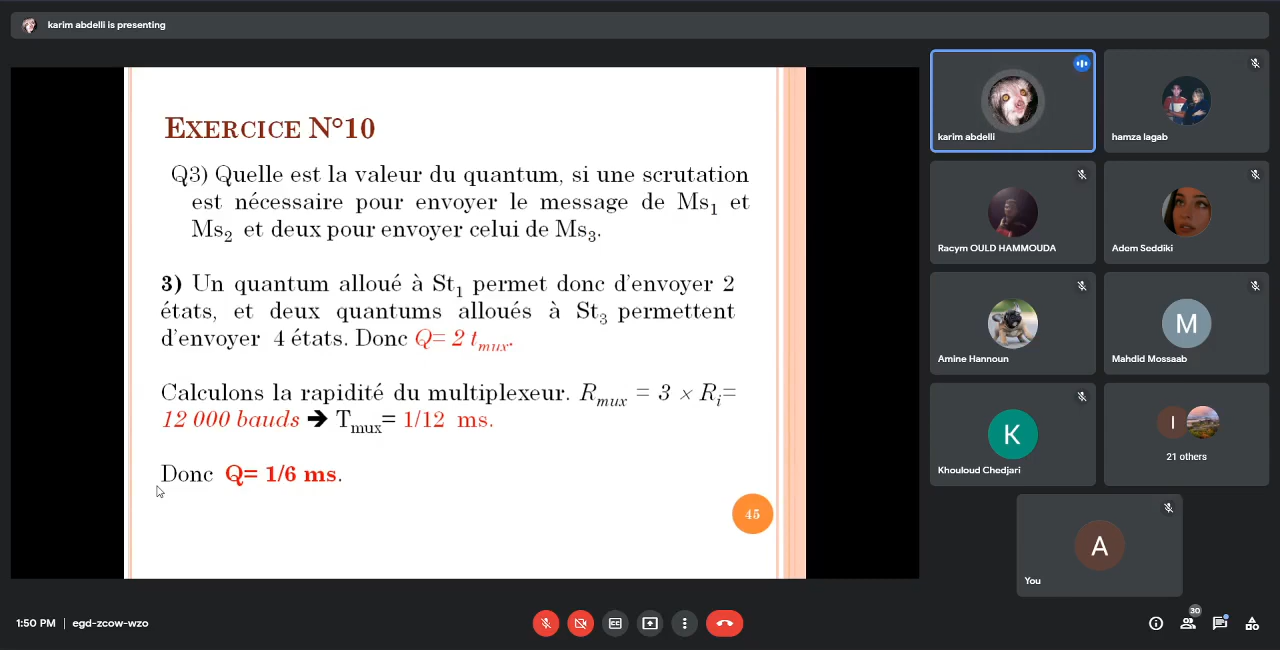 karim abdelli is presenting
EXERCICE N°10
Q3) Quelle est la valeur du quantum, si une scrutation
est nécessaire pour envoyer le message de Ms1 et
Ms2 et deux pour envoyer celui de Ms3.
3) Un quantum alloué à St1 permet donc d'envoyer 2
états, et deux quantums alloués à St3 permettent
d'envoyer 4 états. Donc Q= 2 tmux.
Calculons la rapidité du multiplexeur. Rmux = 3 × Ri=
12 000 bauds ➔ Tmux= 1/12 ms.
Donc Q= 1/6 ms.
45
karim abdelli
hamza lagab
Racym OULD HAMMOUDA
Adem Seddiki
Amine Hannoun
M
Mahdid Mossaab
K
Khouloud Chedjari
I
21 others
A
You
1:50 PM | egd-zcow-wzo
30